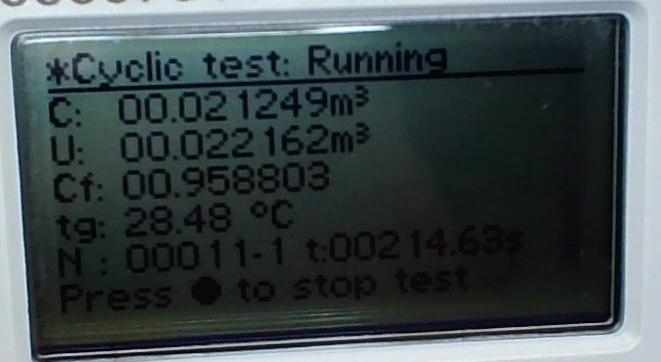 *Cyclic test: Running
C: 00.021249m³
U: 00.022162m³
Cf: 00.958803
tg: 28.48 °C
N : 00011-1 t:00214.63s
Press ● to stop test